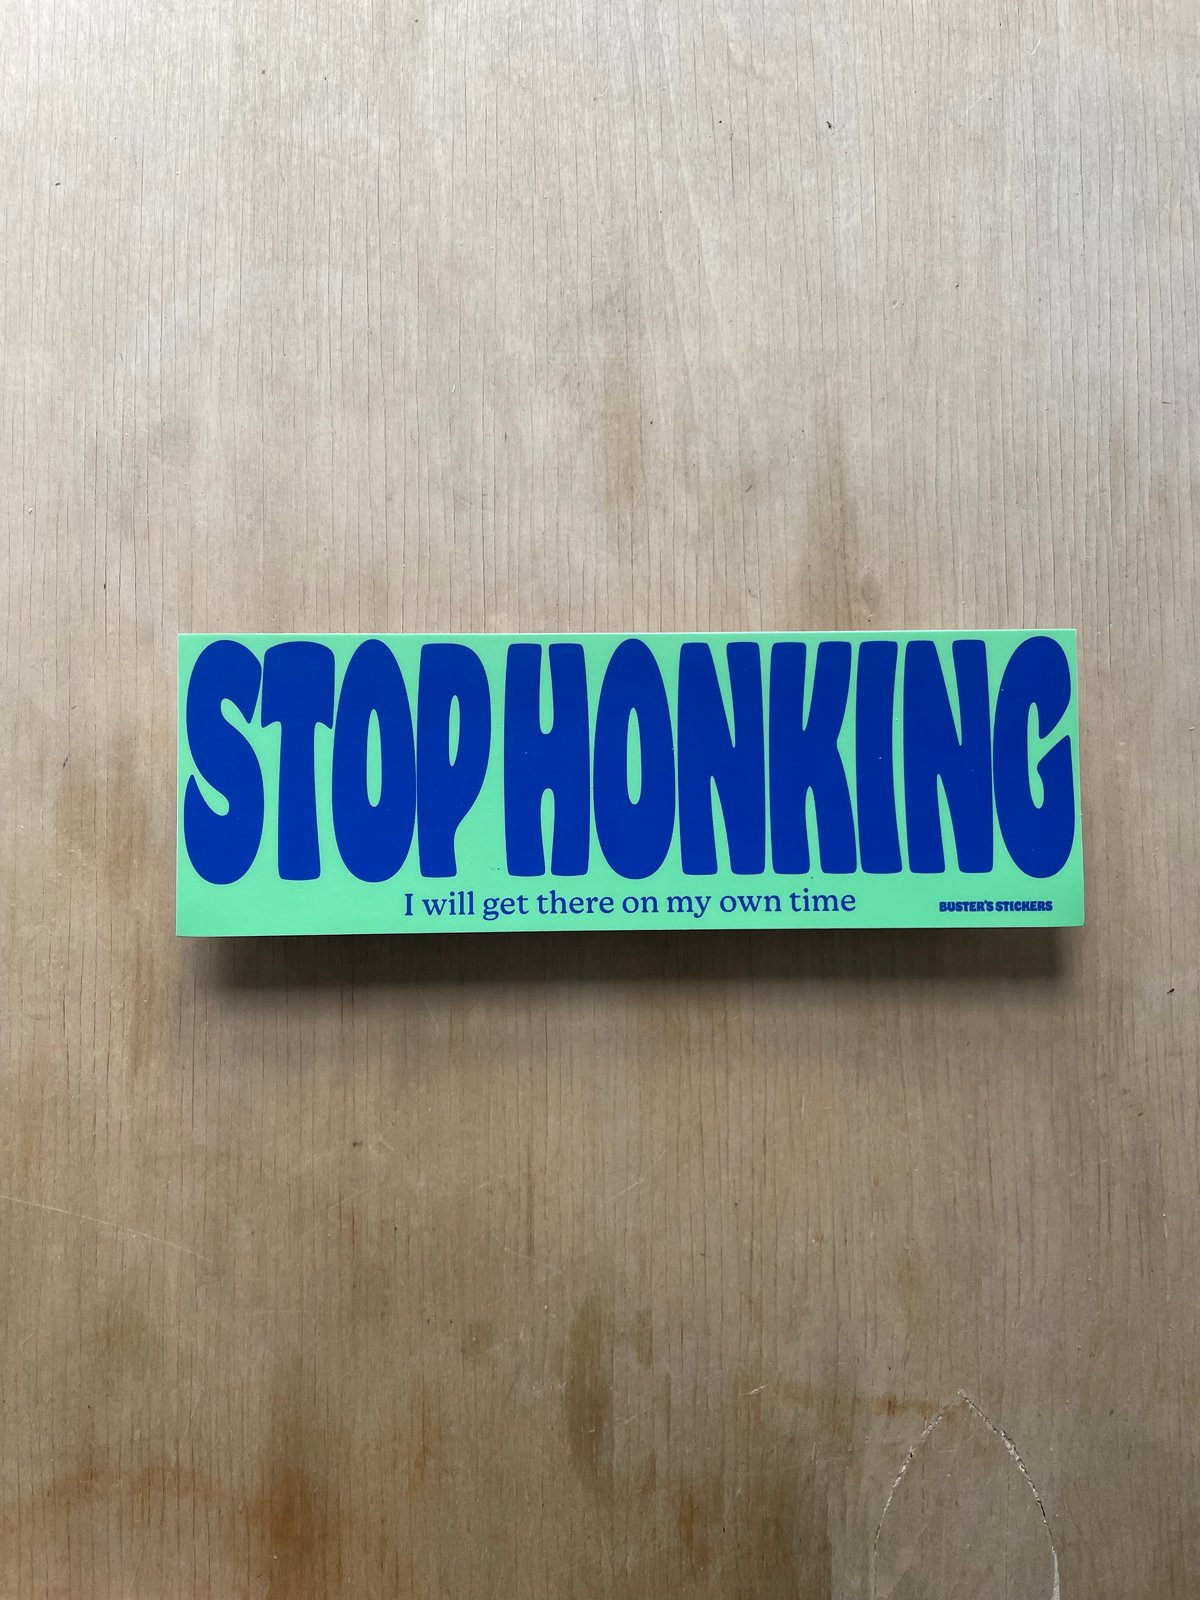 STOP HONKING
I will get there on my own time
BUSTER'S STICKERS